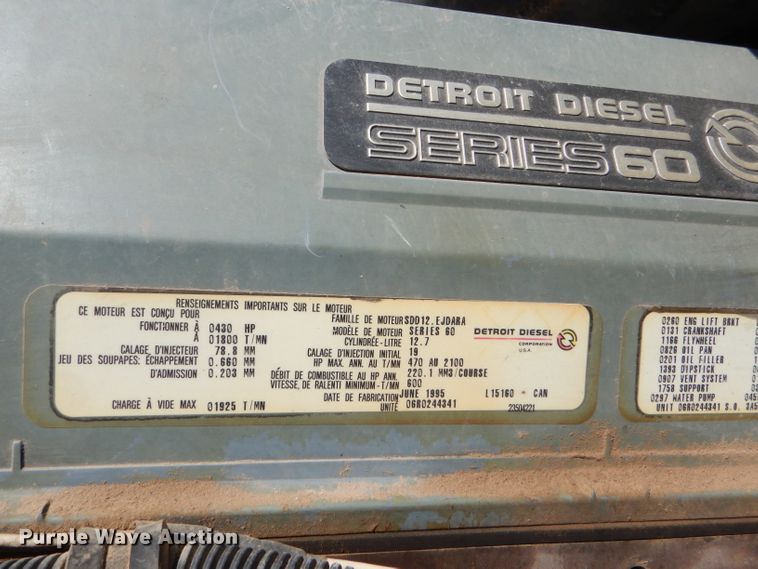 DETROIT DIESEL
SERIES 60
RENSEIGNEMENTS IMPORTANTS SUR LE MOTEUR
CE MOTEUR EST CONÇU POUR
FONCTIONNER À 0430 HP
À 01800 T/MN
CALAGE D'INJECTEUR 78.8 MM
JEU DES SOUPAPES: ÉCHAPPEMENT 0.660 MM
D'ADMISSION 0.203 MM
CHARGE À VIDE MAX 01925 T/MN
FAMILLE DE MOTEUR SDD12.EJDARA
MODÈLE DE MOTEUR SERIES 60
CYLINDRÉE-LITRE 12.7
CALAGE INJECTION INITIAL 19
HP MAX. ANN. AU T/MN 470 AU 2100
DÉBIT DE COMBUSTIBLE AU HP ANN. 220.1 MM3/COURSE
VITESSE, DE RALENTI MINIMUM - T/MN 600
DATE DE FABRICATION JUNE 1995 L15160 CAN
UNITÉ 06R0244341 23504221
DETROIT DIESEL
CORPORATION
U.S.A.
0260 ENG LIFT BRKT
0131 CRANKSHAFT
1166 FLYWHEEL
0826 OIL PAN
0201 OIL FILLER
1393 DIPSTICK
0907 VENT SYSTEM
1758 SUPPORT
0297 WATER PUMP
UNIT 06R0244341 S.O. 3A5
Purple Wave Auction